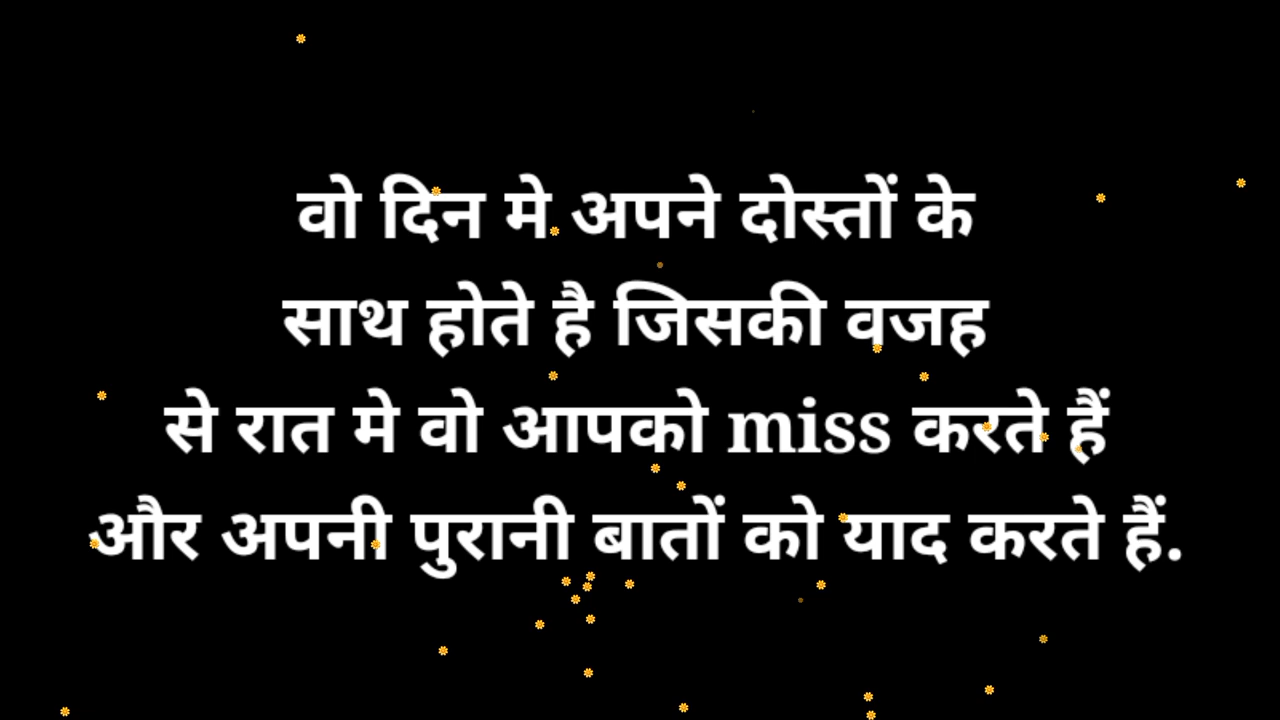 वो दिन मे अपने दोस्तों के
साथ होते है जिसकी वजह
से रात मे वो आपको miss करते हैं
और अपनी पुरानी बातों को याद करते हैं.